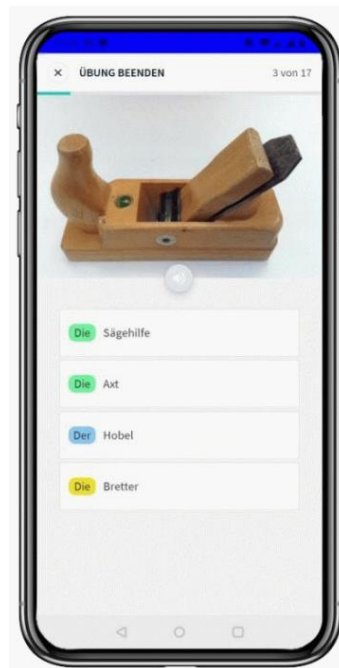 ÜBUNG BEENDEN 3 von 17
Die Sägehilfe
Die Axt
Der Hobel
Die Bretter